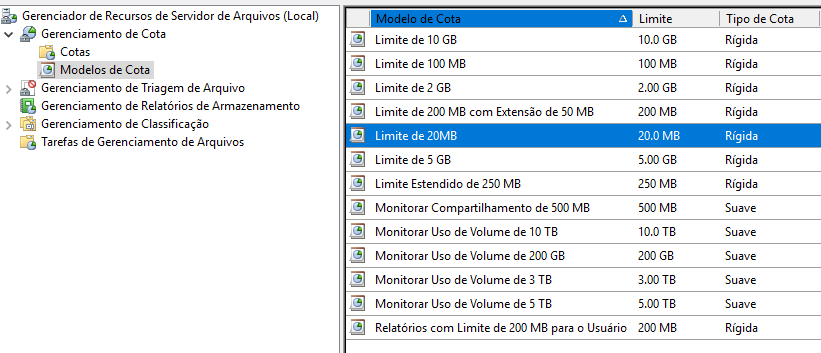 Gerenciador de Recursos de Servidor de Arquivos (Local)
Gerenciamento de Cota
Cotas
Modelos de Cota
Gerenciamento de Triagem de Arquivo
Gerenciamento de Relatórios de Armazenamento
Gerenciamento de Classificação
Tarefas de Gerenciamento de Arquivos
Modelo de Cota Limite Tipo de Cota
Limite de 10 GB 10.0 GB Rígida
Limite de 100 MB 100 MB Rígida
Limite de 2 GB 2.00 GB Rígida
Limite de 200 MB com Extensão de 50 MB 200 MB Rígida
Limite de 20MB 20.0 MB Rígida
Limite de 5 GB 5.00 GB Rígida
Limite Estendido de 250 MB 250 MB Rígida
Monitorar Compartilhamento de 500 MB 500 MB Suave
Monitorar Uso de Volume de 10 TB 10.0 TB Suave
Monitorar Uso de Volume de 200 GB 200 GB Suave
Monitorar Uso de Volume de 3 TB 3.00 TB Suave
Monitorar Uso de Volume de 5 TB 5.00 TB Suave
Relatórios com Limite de 200 MB para o Usuário 200 MB Rígida